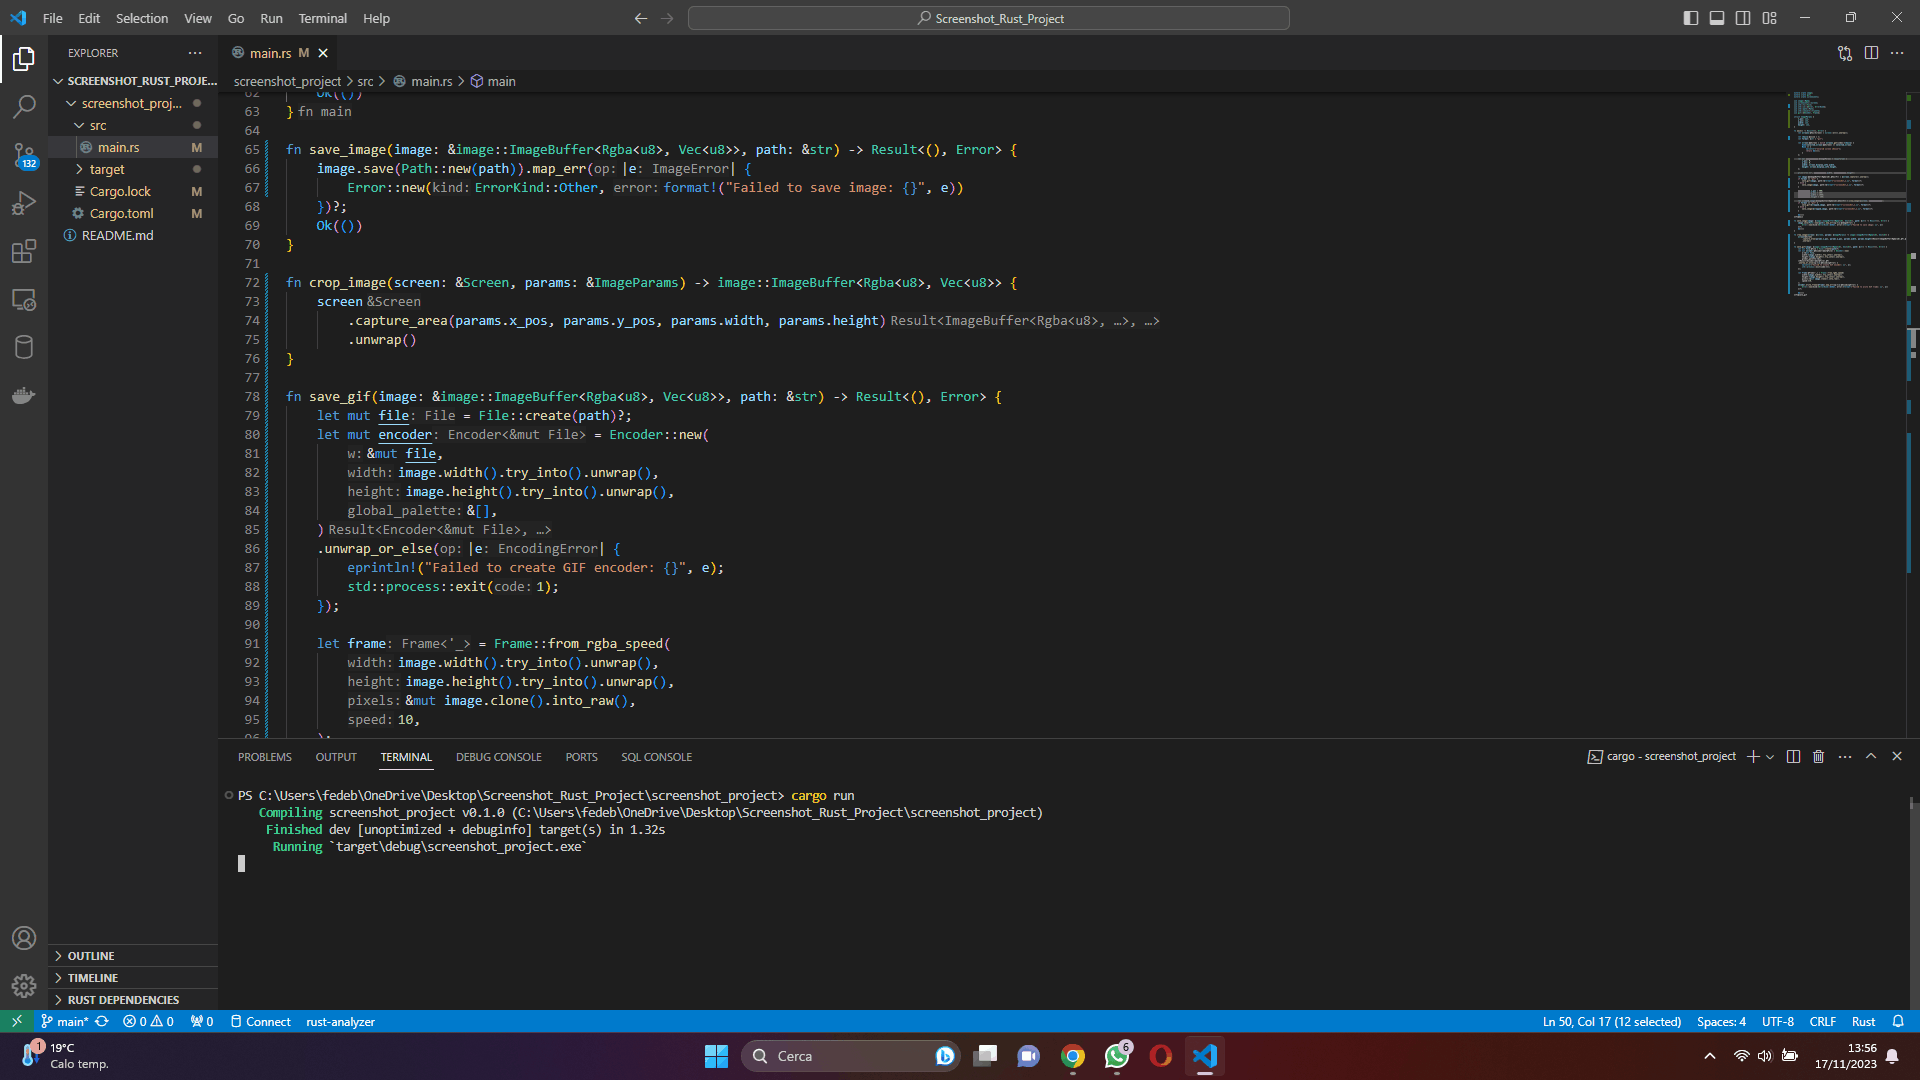 File Edit Selection View Go Run Terminal Help
Screenshot_Rust_Project
EXPLORER
SCREENSHOT_RUST_PROJE...
screenshot_proj...
src
main.rs M
target
Cargo.lock M
Cargo.toml M
README.md
132
OUTLINE
TIMELINE
RUST DEPENDENCIES
main.rs M
screenshot_project > src > main.rs > main
62 Ok(())
63 } fn main
64
65 fn save_image(image: &image::ImageBuffer<Rgba<u8>, Vec<u8>>, path: &str) -> Result<(), Error> {
66 image.save(Path::new(path)).map_err(op: |e: ImageError| {
67 Error::new(kind: ErrorKind::Other, error: format!("Failed to save image: {}", e))
68 })?;
69 Ok(())
70 }
71
72 fn crop_image(screen: &Screen, params: &ImageParams) -> image::ImageBuffer<Rgba<u8>, Vec<u8>> {
73 screen &Screen
74 .capture_area(params.x_pos, params.y_pos, params.width, params.height) Result<ImageBuffer<Rgba<u8>, …>, …>
75 .unwrap()
76 }
77
78 fn save_gif(image: &image::ImageBuffer<Rgba<u8>, Vec<u8>>, path: &str) -> Result<(), Error> {
79 let mut file: File = File::create(path)?;
80 let mut encoder: Encoder<&mut File> = Encoder::new(
81 w: &mut file,
82 width: image.width().try_into().unwrap(),
83 height: image.height().try_into().unwrap(),
84 global_palette: &[],
85 ) Result<Encoder<&mut File>, …>
86 .unwrap_or_else(op: |e: EncodingError| {
87 eprintln!("Failed to create GIF encoder: {}", e);
88 std::process::exit(code: 1);
89 });
90
91 let frame: Frame<'_> = Frame::from_rgba_speed(
92 width: image.width().try_into().unwrap(),
93 height: image.height().try_into().unwrap(),
94 pixels: &mut image.clone().into_raw(),
95 speed: 10,
96 );
PROBLEMS OUTPUT TERMINAL DEBUG CONSOLE PORTS SQL CONSOLE
cargo - screenshot_project
PS C:\Users\fedeb\OneDrive\Desktop\Screenshot_Rust_Project\screenshot_project> cargo run
Compiling screenshot_project v0.1.0 (C:\Users\fedeb\OneDrive\Desktop\Screenshot_Rust_Project\screenshot_project)
Finished dev [unoptimized + debuginfo] target(s) in 1.32s
Running `target\debug\screenshot_project.exe`
main* 0 0 0 Connect rust-analyzer
Ln 50, Col 17 (12 selected) Spaces: 4 UTF-8 CRLF Rust
1
19°C
Calo temp.
Cerca
6
13:56
17/11/2023